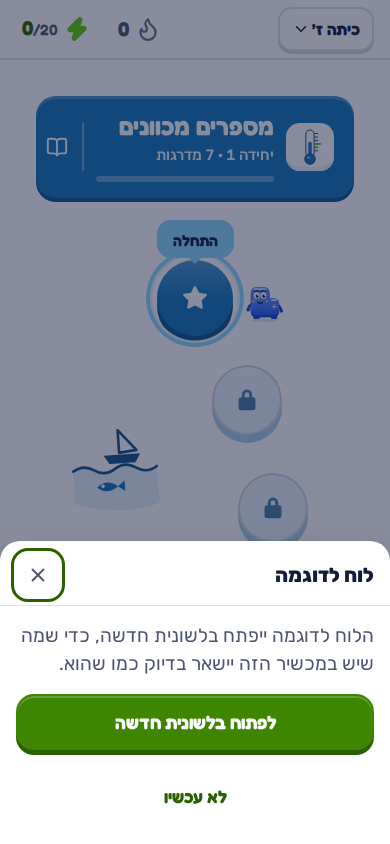 כיתה ז׳
0
0/20
מספרים מכוונים
יחידה 1 • 7 מדרגות
התחלה
לוח לדוגמה
הלוח לדוגמה ייפתח בלשונית חדשה, כדי שמה
שיש במכשיר הזה יישאר בדיוק כמו שהוא.
לפתוח בלשונית חדשה
לא עכשיו